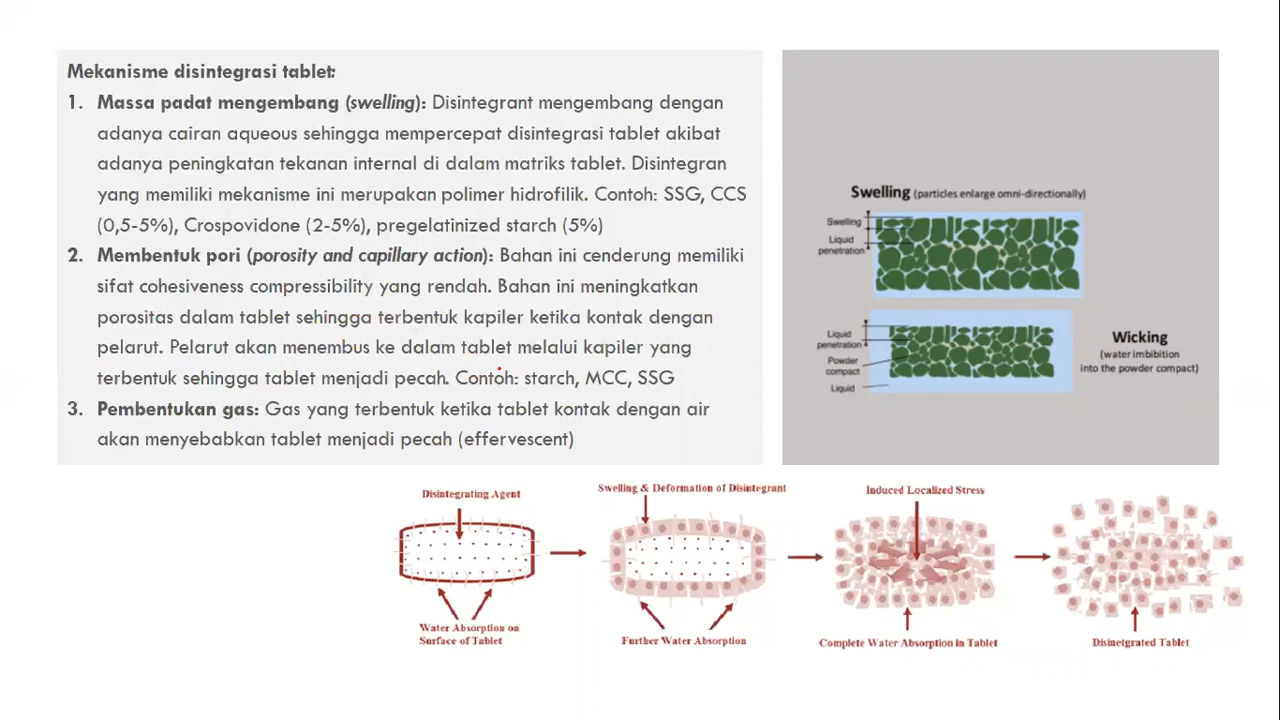 Mekanisme disintegrasi tablet:
1. Massa padat mengembang (swelling): Disintegrant mengembang dengan
adanya cairan aqueous sehingga mempercepat disintegrasi tablet akibat
adanya peningkatan tekanan internal di dalam matriks tablet. Disintegran
yang memiliki mekanisme ini merupakan polimer hidrofilik. Contoh: SSG, CCS
(0,5-5%), Crospovidone (2-5%), pregelatinized starch (5%)
2. Membentuk pori (porosity and capillary action): Bahan ini cenderung memiliki
sifat cohesiveness compressibility yang rendah. Bahan ini meningkatkan
porositas dalam tablet sehingga terbentuk kapiler ketika kontak dengan
pelarut. Pelarut akan menembus ke dalam tablet melalui kapiler yang
terbentuk sehingga tablet menjadi pecah. Contoh: starch, MCC, SSG
3. Pembentukan gas: Gas yang terbentuk ketika tablet kontak dengan air
akan menyebabkan tablet menjadi pecah (effervescent)
Swelling (particles enlarge omni-directionally)
Swelling
Liquid
penetration
Liquid
penetration
Powder
compact
Liquid
Wicking
(water imbibition
into the powder compact)
Disintegrating Agent
Water Absorption on
Surface of Tablet
Swelling & Deformation of Disintegrant
Further Water Absorption
Induced Localized Stress
Complete Water Absorption in Tablet
Disinetgrated Tablet